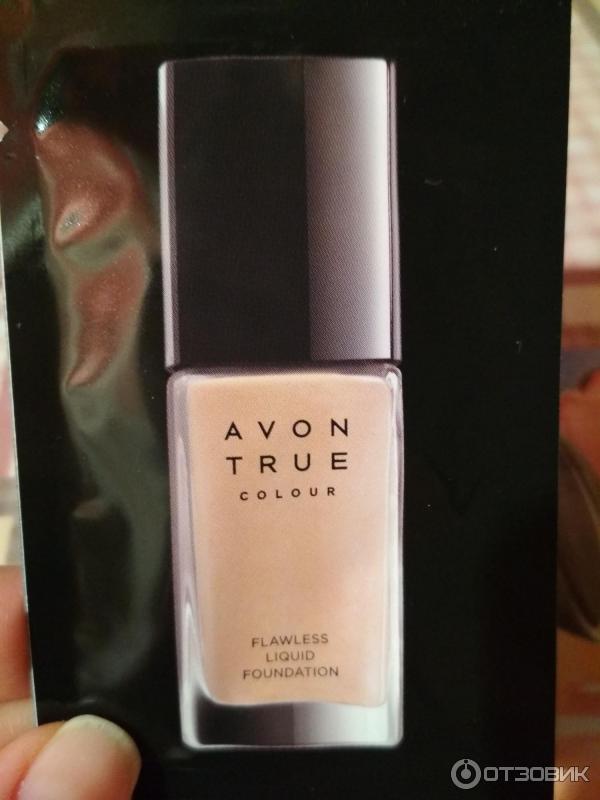 AVON
TRUE
COLOUR
FLAWLESS
LIQUID
FOUNDATION
ОТЗОВИК